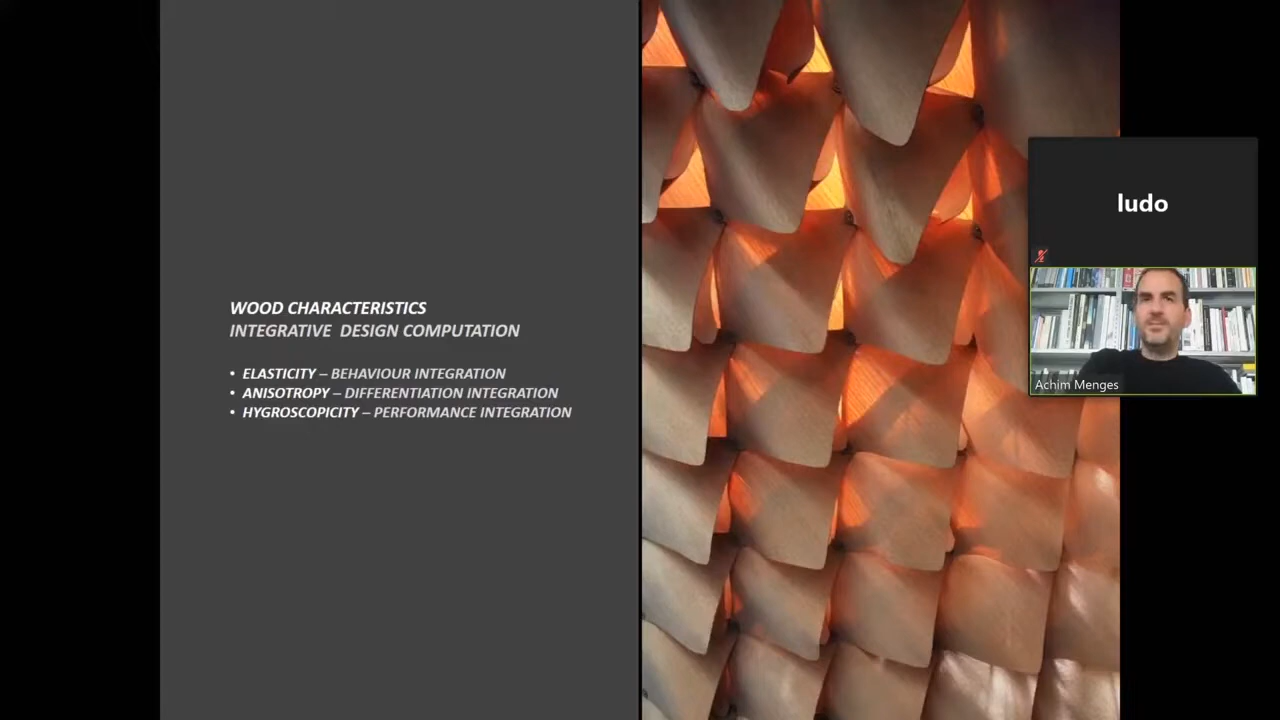 WOOD CHARACTERISTICS
INTEGRATIVE DESIGN COMPUTATION
• ELASTICITY – BEHAVIOUR INTEGRATION
• ANISOTROPY – DIFFERENTIATION INTEGRATION
• HYGROSCOPICITY – PERFORMANCE INTEGRATION
ludo
Achim Menges